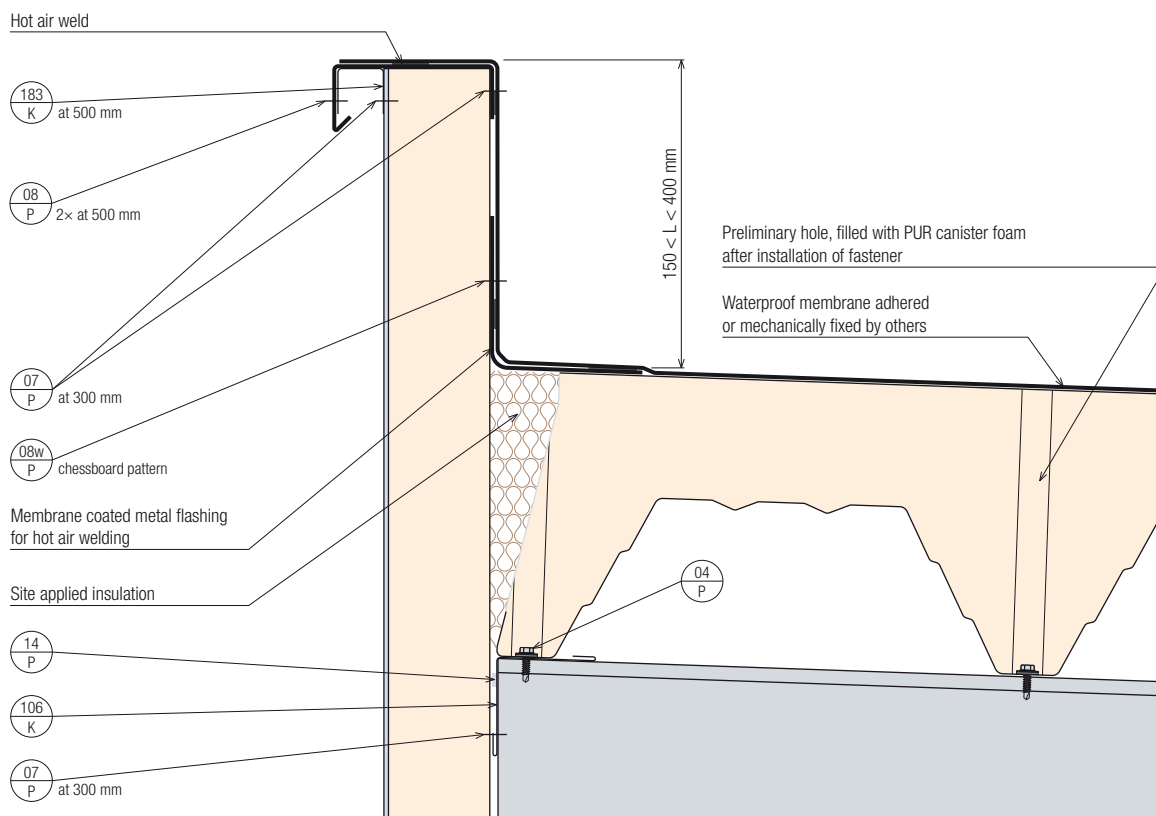 Hot air weld
183
K
at 500 mm
08
P
2× at 500 mm
07
P
at 300 mm
08w
P
chessboard pattern
Membrane coated metal flashing
for hot air welding
Site applied insulation
14
P
106
K
07
P
at 300 mm
04
P
150 < L < 400 mm
Preliminary hole, filled with PUR canister foam
after installation of fastener
Waterproof membrane adhered
or mechanically fixed by others